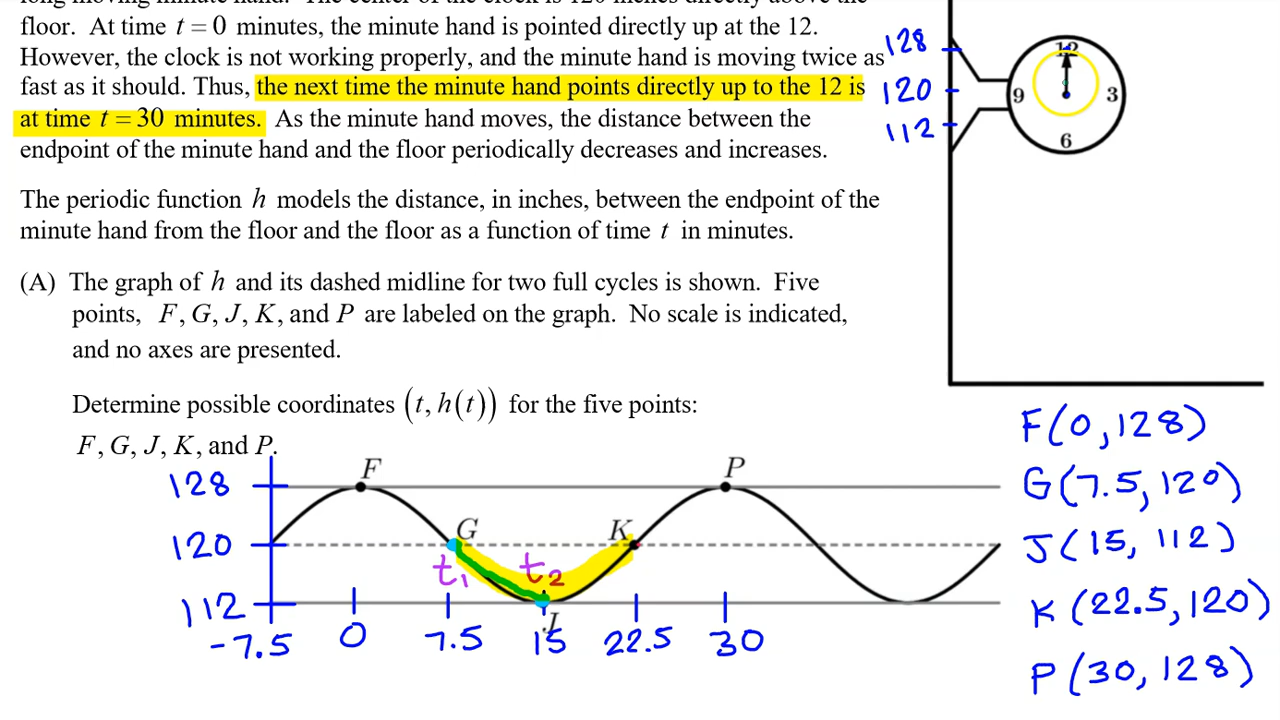 floor. At time t = 0 minutes, the minute hand is pointed directly up at the 12.
However, the clock is not working properly, and the minute hand is moving twice as
fast as it should. Thus, the next time the minute hand points directly up to the 12 is
at time t = 30 minutes. As the minute hand moves, the distance between the
endpoint of the minute hand and the floor periodically decreases and increases.
The periodic function h models the distance, in inches, between the endpoint of the
minute hand from the floor and the floor as a function of time t in minutes.
(A) The graph of h and its dashed midline for two full cycles is shown. Five
points, F, G, J, K, and P are labeled on the graph. No scale is indicated,
and no axes are presented.
Determine possible coordinates (t, h(t)) for the five points:
F, G, J, K, and P.
128
120
112
12
9
3
6
F(0,128)
G(7.5,120)
J(15, 112)
K(22.5,120)
P(30,128)
F
P
128
G
K
120
t1
t2
112
J
-7.5
0
7.5
15
22.5
30